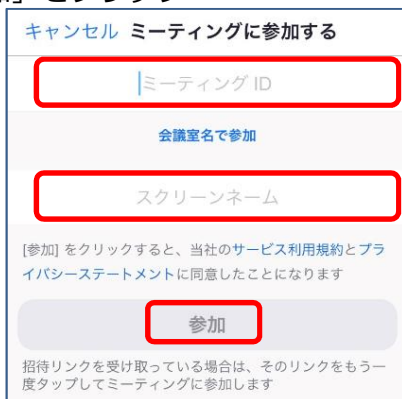 キャンセル ミーティングに参加する
ミーティング ID
会議室名で参加
スクリーンネーム
[参加] をクリックすると、当社のサービス利用規約とプラ
イバシーステートメントに同意したことになります
参加
招待リンクを受け取っている場合は、そのリンクをもう一
度タップしてミーティングに参加します